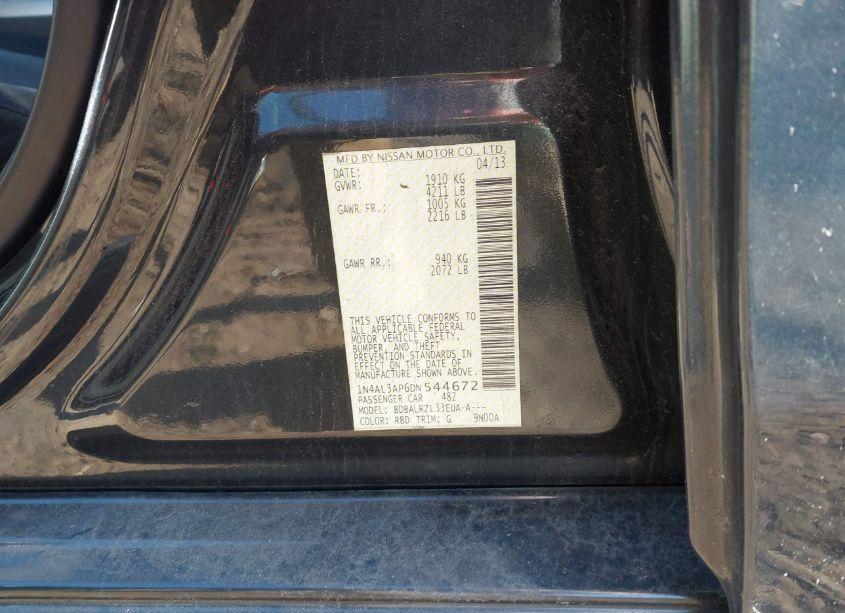 MFD BY NISSAN MOTOR CO., LTD.
DATE: 04/13
GVWR: 1910 KG
4211 LB
GAWR FR.: 1005 KG
2216 LB
GAWR RR.: 940 KG
2072 LB
THIS VEHICLE CONFORMS TO
ALL APPLICABLE FEDERAL
MOTOR VEHICLE SAFETY,
BUMPER, AND THEFT
PREVENTION STANDARDS IN
EFFECT ON THE DATE OF
MANUFACTURE SHOWN ABOVE.
1N4AL3AP6DN544672
PASSENGER CAR 482
MODEL: BDBALRZL33EUA-A---
COLOR: RBD TRIM: G 9N00A